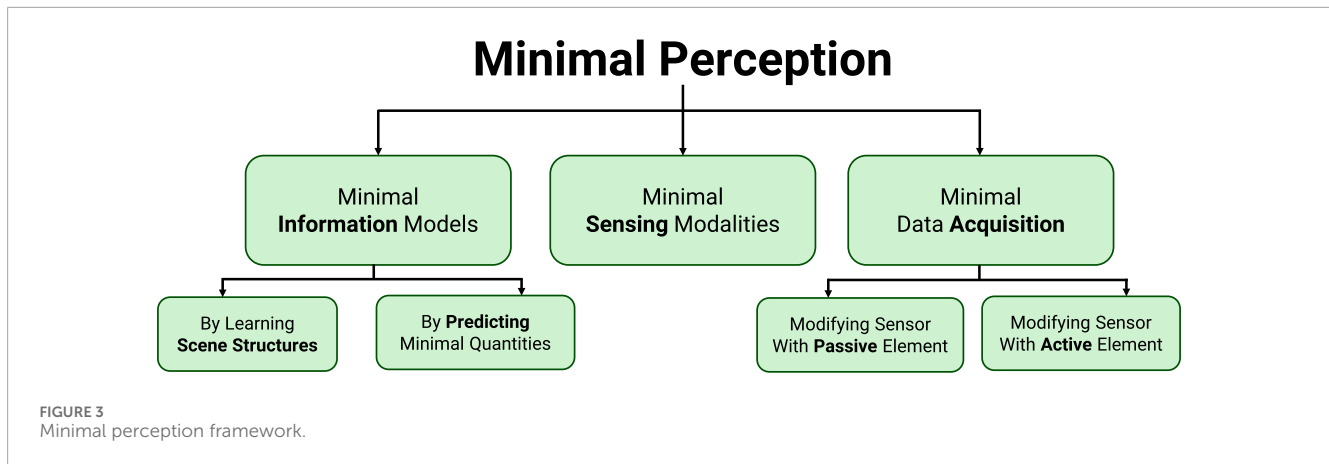 Minimal Perception
Minimal
Information Models
Minimal
Sensing Modalities
Minimal
Data Acquisition
By Learning
Scene Structures
By Predicting
Minimal Quantities
Modifying Sensor
With Passive Element
Modifying Sensor
With Active Element
FIGURE 3
Minimal perception framework.